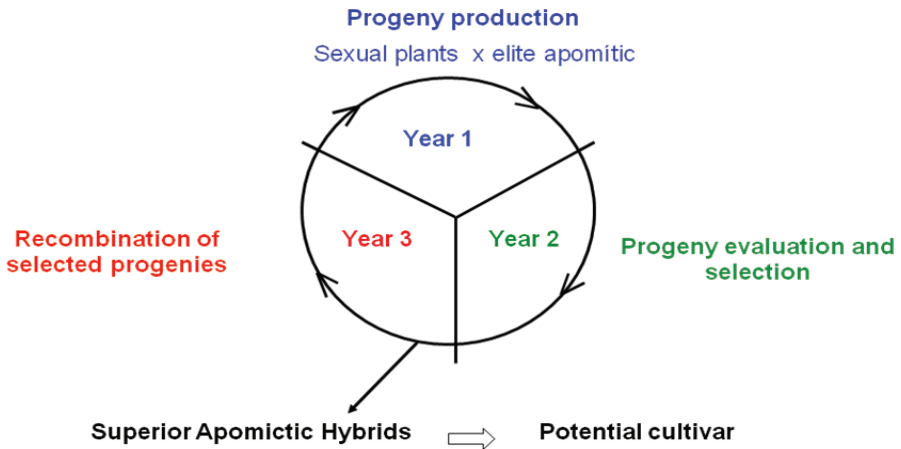 Progeny production
Sexual plants x elite apomitic
Year 1
Year 3
Year 2
Recombination of
selected progenies
Progeny evaluation and
selection
Superior Apomictic Hybrids
Potential cultivar